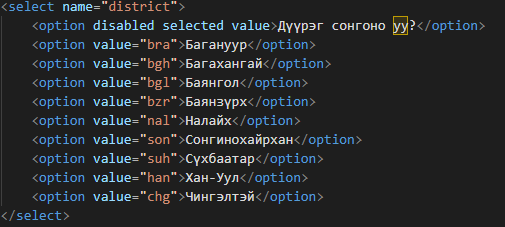 <select name="district">
<option disabled selected value>Дүүрэг сонгоно уу?</option>
<option value="bra">Багануур</option>
<option value="bgh">Багахангай</option>
<option value="bgl">Баянгол</option>
<option value="bzr">Баянзүрх</option>
<option value="nal">Налайх</option>
<option value="son">Сонгинохайрхан</option>
<option value="suh">Сүхбаатар</option>
<option value="han">Хан-Уул</option>
<option value="chg">Чингэлтэй</option>
</select>